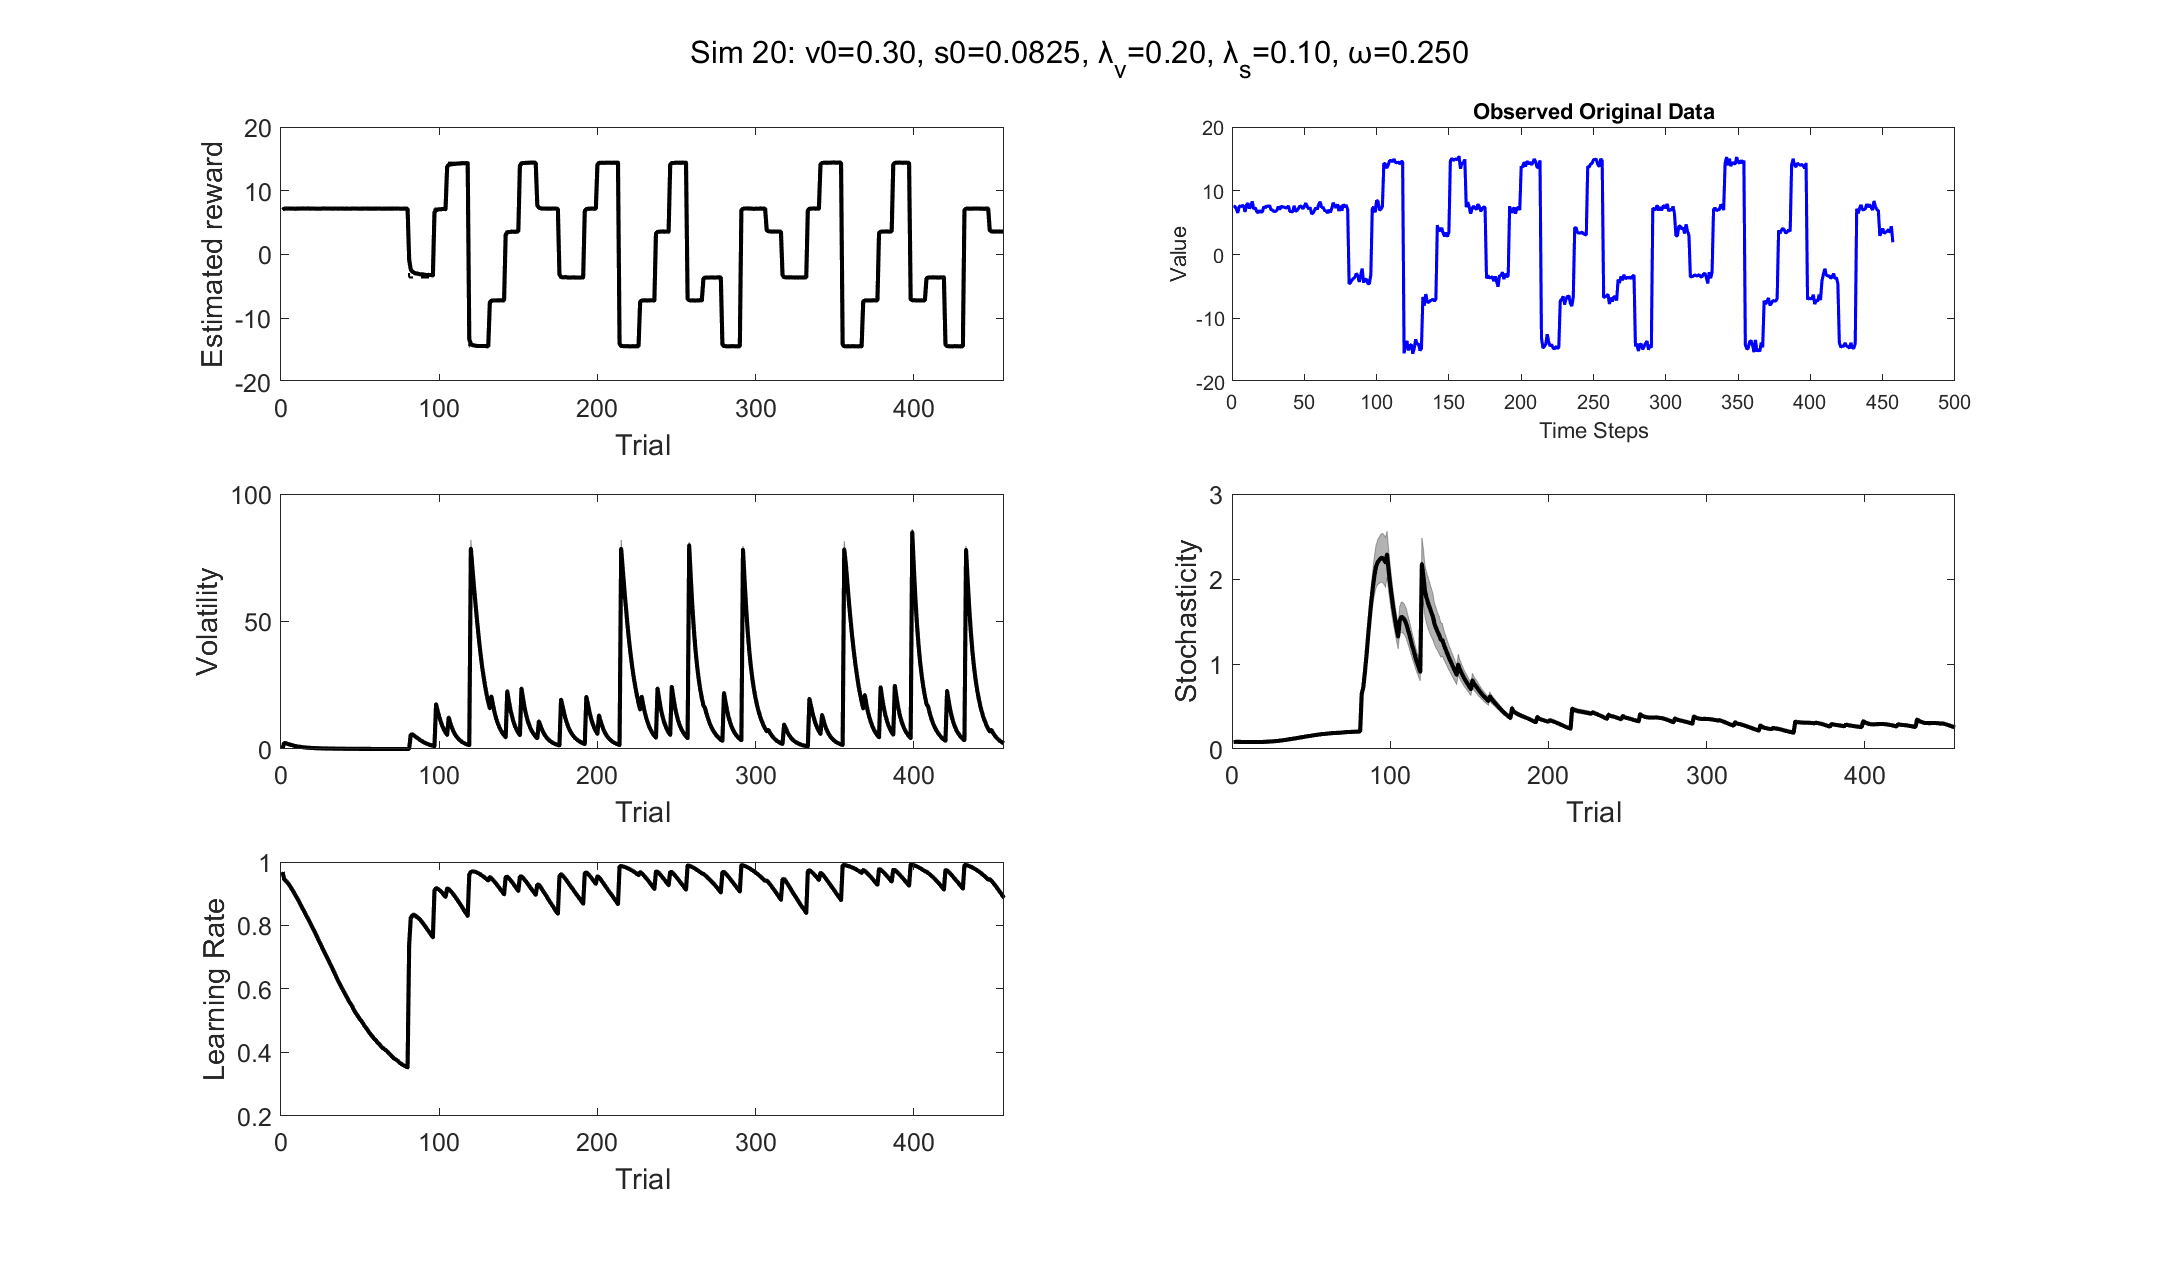 Sim 20: v0=0.30, s0=0.0825, λv=0.20, λs=0.10, ω=0.250
Estimated reward
20
10
0
-10
-20
0 100 200 300 400
Trial
Observed Original Data
Value
20
10
0
-10
-20
0 50 100 150 200 250 300 350 400 450 500
Time Steps
Volatility
100
50
0
0 100 200 300 400
Trial
Stochasticity
3
2
1
0
0 100 200 300 400
Trial
Learning Rate
1
0.8
0.6
0.4
0.2
0 100 200 300 400
Trial